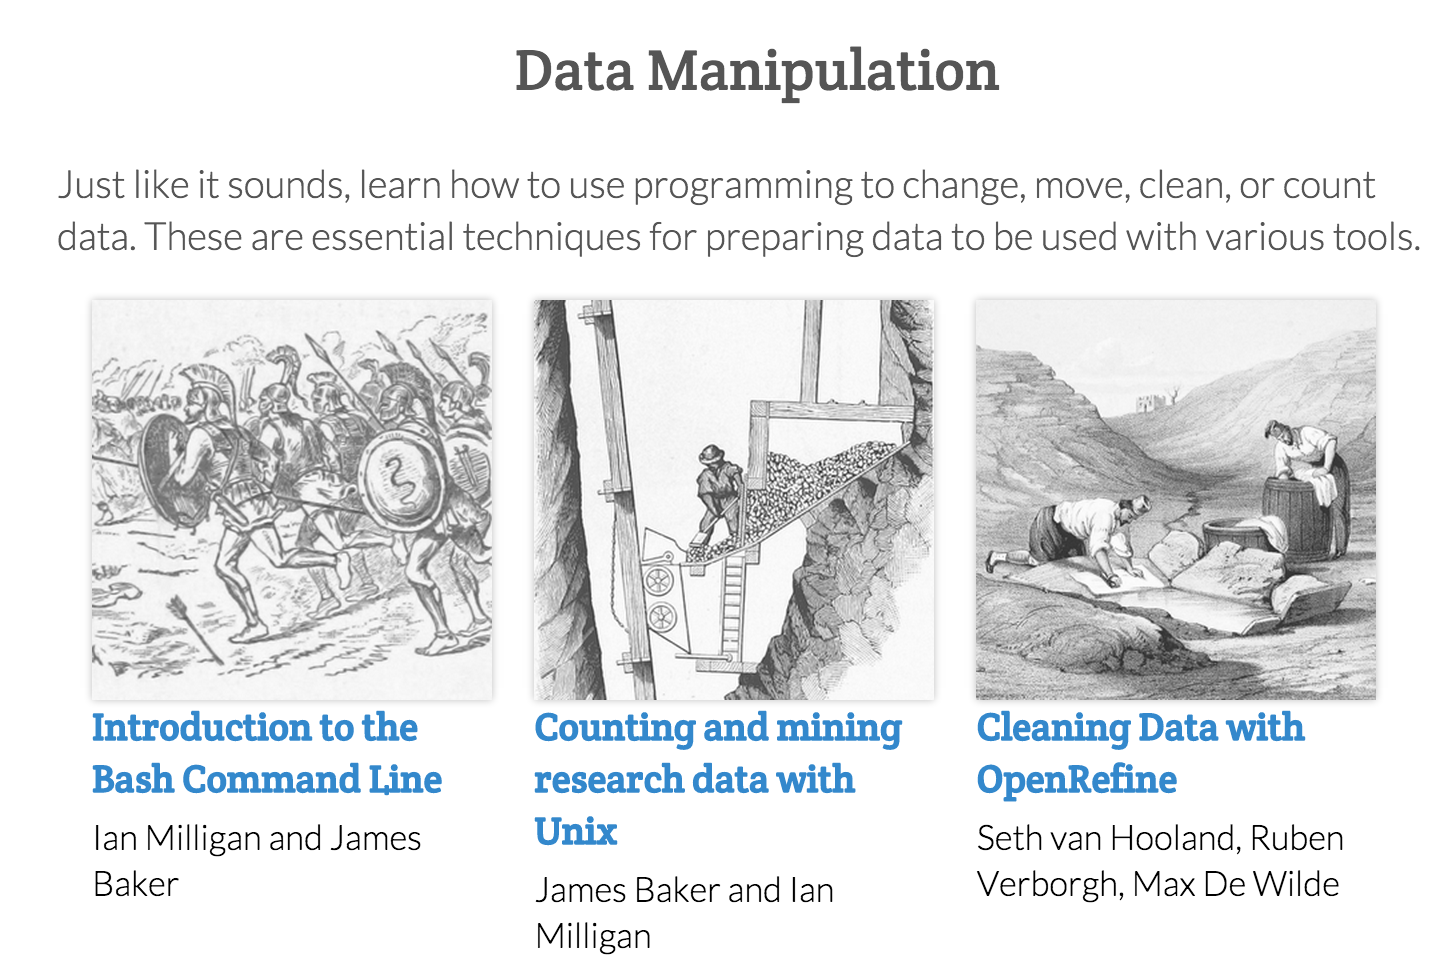 Data Manipulation
Just like it sounds, learn how to use programming to change, move, clean, or count
data. These are essential techniques for preparing data to be used with various tools.
Introduction to the
Bash Command Line
Ian Milligan and James
Baker
Counting and mining
research data with
Unix
James Baker and Ian
Milligan
Cleaning Data with
OpenRefine
Seth van Hooland, Ruben
Verborgh, Max De Wilde